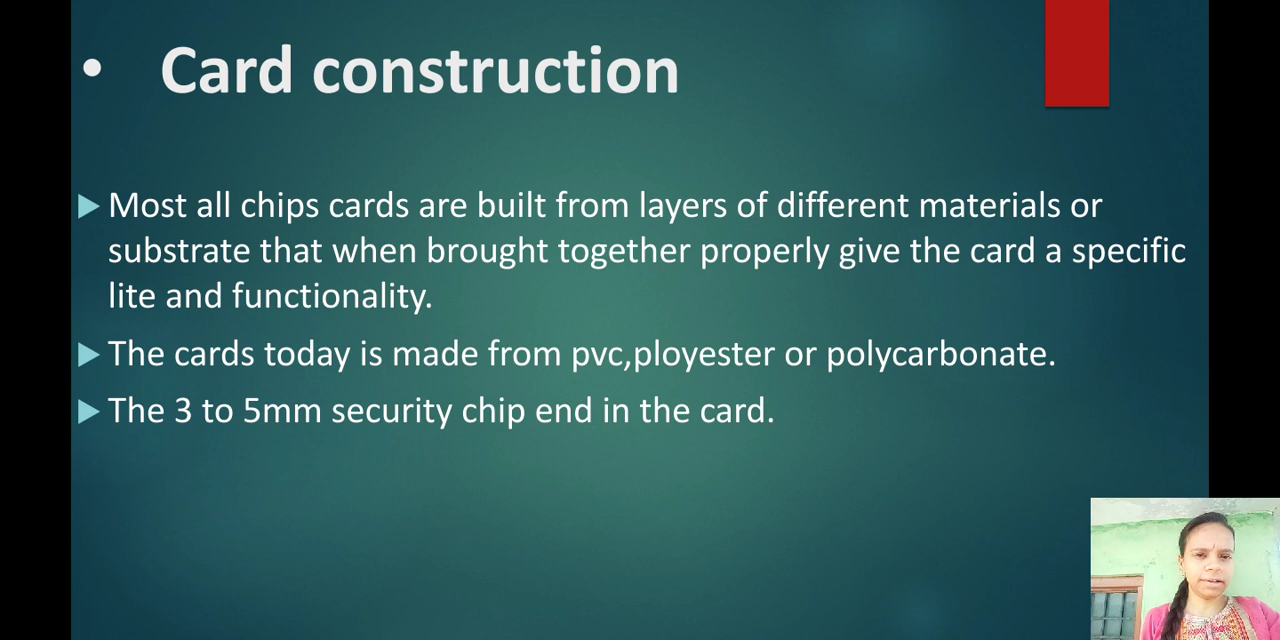 • Card construction
Most all chips cards are built from layers of different materials or
substrate that when brought together properly give the card a specific
lite and functionality.
The cards today is made from pvc,ployester or polycarbonate.
The 3 to 5mm security chip end in the card.